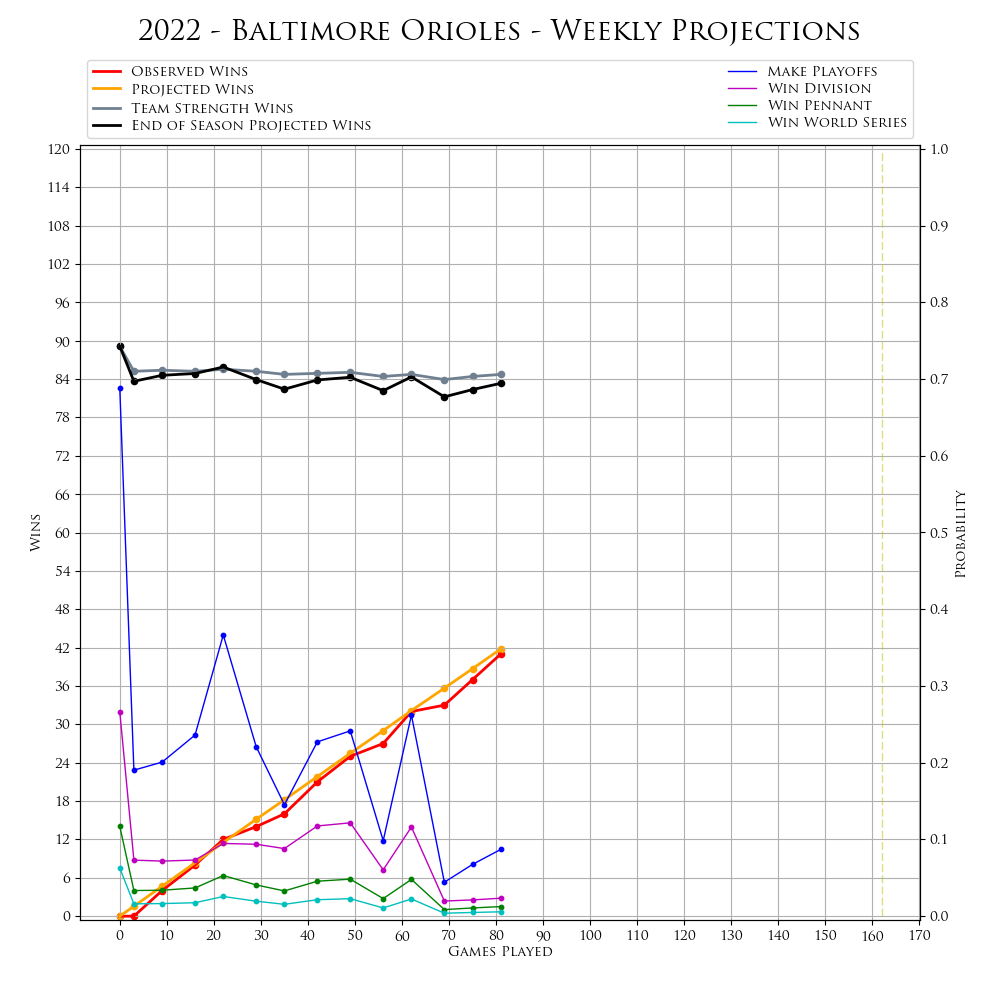 2022 - Baltimore Orioles - Weekly Projections
Observed Wins
Projected Wins
Team Strength Wins
End of Season Projected Wins
Make Playoffs
Win Division
Win Pennant
Win World Series
120
114
108
102
96
90
84
78
72
66
60
54
48
42
36
30
24
18
12
6
0
Wins
1.0
0.9
0.8
0.7
0.6
0.5
0.4
0.3
0.2
0.1
0.0
Probability
0 10 20 30 40 50 60 70 80 90 100 110 120 130 140 150 160 170
Games Played